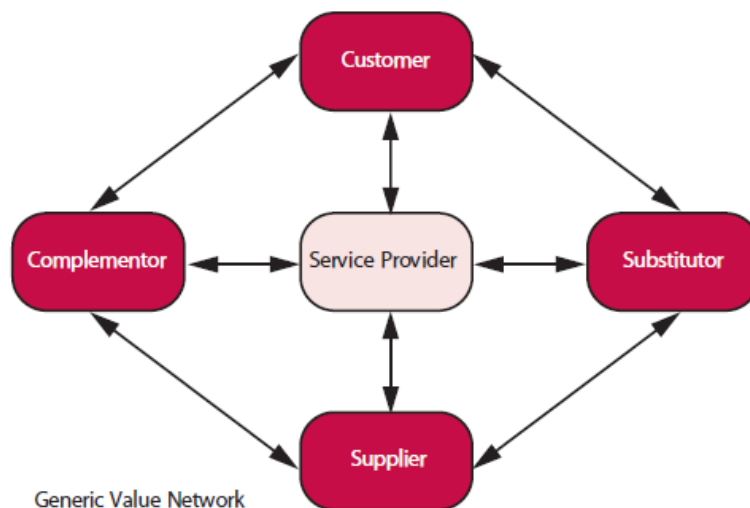 Customer
Complementor
Service Provider
Substitutor
Supplier
Generic Value Network